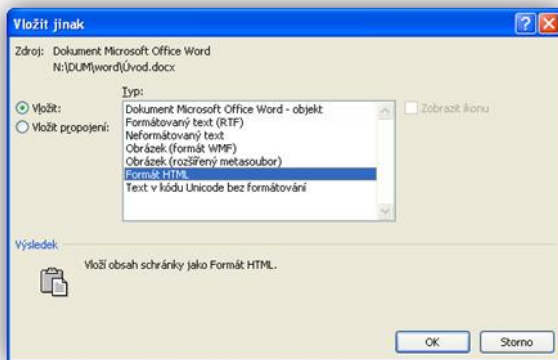 Vložit jinak
Zdroj: Dokument Microsoft Office Word
N:\DUM\word\Úvod.docx
Typ:
Vložit:
Vložit propojení:
Dokument Microsoft Office Word - objekt
Formátovaný text (RTF)
Neformátovaný text
Obrázek (formát WMF)
Obrázek (rozšířený metasoubor)
Formát HTML
Text v kódu Unicode bez formátování
Zobrazit ikonu
Výsledek
Vloží obsah schránky jako Formát HTML.
OK
Storno